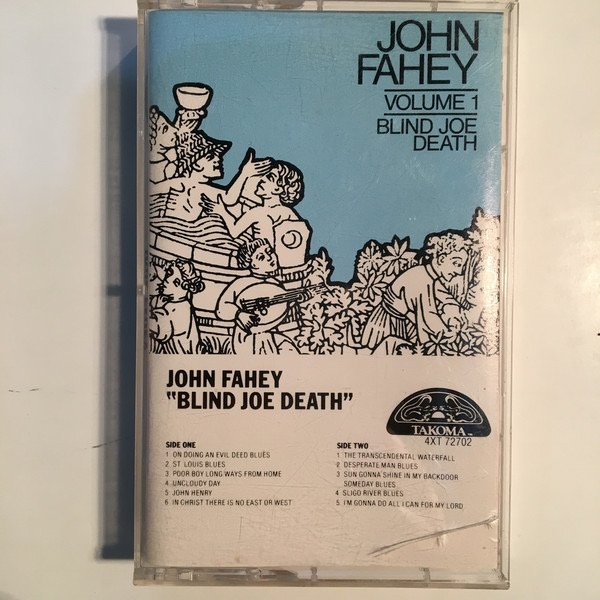 JOHN
FAHEY
VOLUME 1
BLIND JOE
DEATH
JOHN FAHEY
"BLIND JOE DEATH"
TAKOMA™
4XT 72702
SIDE ONE
1 ON DOING AN EVIL DEED BLUES
2 ST. LOUIS BLUES
3 POOR BOY LONG WAYS FROM HOME
4 UNCLOUDY DAY
5 JOHN HENRY
6 IN CHRIST THERE IS NO EAST OR WEST
SIDE TWO
1 THE TRANSCENDENTAL WATERFALL
2 DESPERATE MAN BLUES
3 SUN GONNA SHINE IN MY BACKDOOR
SOMEDAY BLUES
4 SLIGO RIVER BLUES
5 I'M GONNA DO ALL I CAN FOR MY LORD